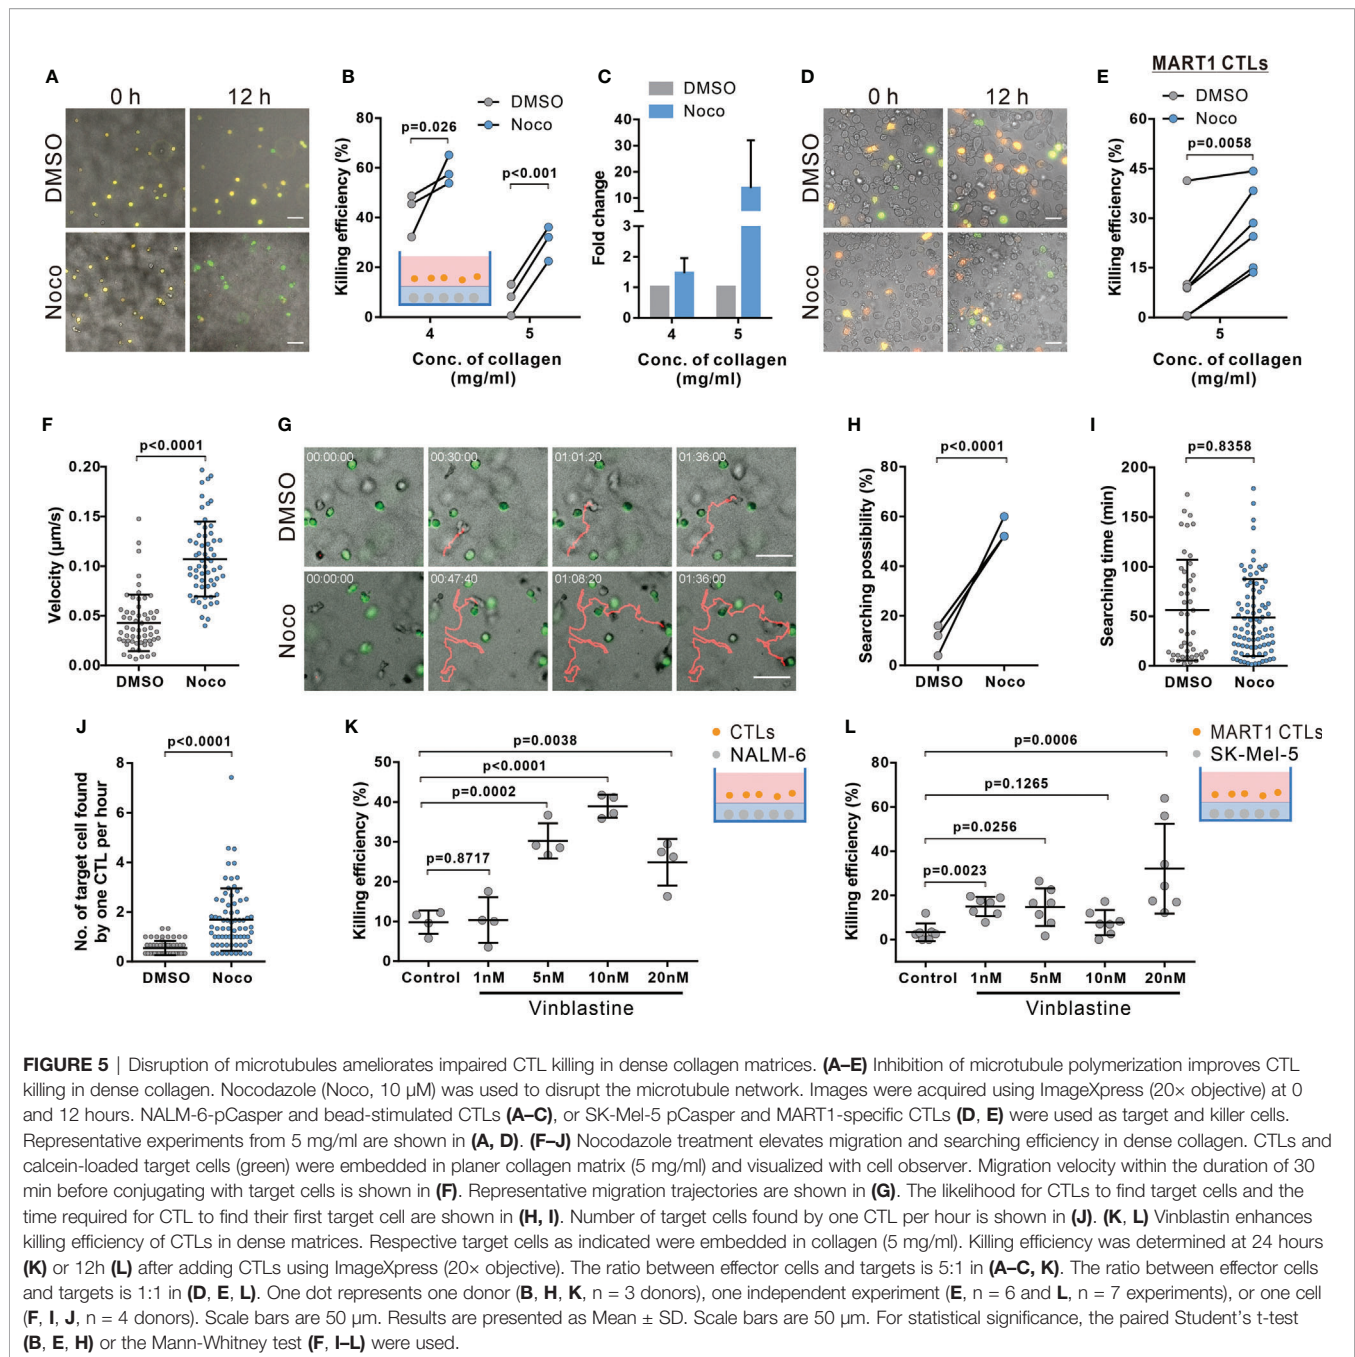 A
0 h
12 h
DMSO
Noco
B
DMSO
Noco
Killing efficiency (%)
80
60
40
20
0
p=0.026
p<0.001
4
5
Conc. of collagen
(mg/ml)
C
DMSO
Noco
Fold change
40
30
20
10
3
2
1
0
4
5
Conc. of collagen
(mg/ml)
D
0 h
12 h
DMSO
Noco
E
MART1 CTLs
DMSO
Noco
Killing efficiency (%)
60
45
30
15
0
p=0.0058
5
Conc. of collagen
(mg/ml)
F
p<0.0001
Velocity (µm/s)
0.20
0.15
0.10
0.05
0.00
DMSO
Noco
G
DMSO
00:00:00
00:30:00
01:01:20
01:36:00
Noco
00:00:00
00:47:40
01:08:20
01:36:00
H
p<0.0001
Searching possibility (%)
80
60
40
20
0
DMSO
Noco
I
p=0.8358
Searching time (min)
200
150
100
50
0
DMSO
Noco
J
p<0.0001
No. of target cell found
by one CTL per hour
8
6
4
2
0
DMSO
Noco
K
CTLs
NALM-6
p=0.0038
p<0.0001
p=0.0002
p=0.8717
Killing efficiency (%)
50
40
30
20
10
0
Control
1nM
5nM
10nM
20nM
Vinblastine
L
MART1 CTLs
SK-Mel-5
p=0.0006
p=0.1265
p=0.0256
p=0.0023
Killing efficiency (%)
80
60
40
20
0
Control
1nM
5nM
10nM
20nM
Vinblastine
FIGURE 5 | Disruption of microtubules ameliorates impaired CTL killing in dense collagen matrices. (A–E) Inhibition of microtubule polymerization improves CTL
killing in dense collagen. Nocodazole (Noco, 10 µM) was used to disrupt the microtubule network. Images were acquired using ImageXpress (20× objective) at 0
and 12 hours. NALM-6-pCasper and bead-stimulated CTLs (A–C), or SK-Mel-5 pCasper and MART1-specific CTLs (D, E) were used as target and killer cells.
Representative experiments from 5 mg/ml are shown in (A, D). (F–J) Nocodazole treatment elevates migration and searching efficiency in dense collagen. CTLs and
calcein-loaded target cells (green) were embedded in planer collagen matrix (5 mg/ml) and visualized with cell observer. Migration velocity within the duration of 30
min before conjugating with target cells is shown in (F). Representative migration trajectories are shown in (G). The likelihood for CTLs to find target cells and the
time required for CTL to find their first target cell are shown in (H, I). Number of target cells found by one CTL per hour is shown in (J). (K, L) Vinblastin enhances
killing efficiency of CTLs in dense matrices. Respective target cells as indicated were embedded in collagen (5 mg/ml). Killing efficiency was determined at 24 hours
(K) or 12h (L) after adding CTLs using ImageXpress (20× objective). The ratio between effector cells and targets is 5:1 in (A–C, K). The ratio between effector cells
and targets is 1:1 in (D, E, L). One dot represents one donor (B, H, K, n = 3 donors), one independent experiment (E, n = 6 and L, n = 7 experiments), or one cell
(F, I, J, n = 4 donors). Scale bars are 50 µm. Results are presented as Mean ± SD. Scale bars are 50 µm. For statistical significance, the paired Student's t-test
(B, E, H) or the Mann-Whitney test (F, I–L) were used.